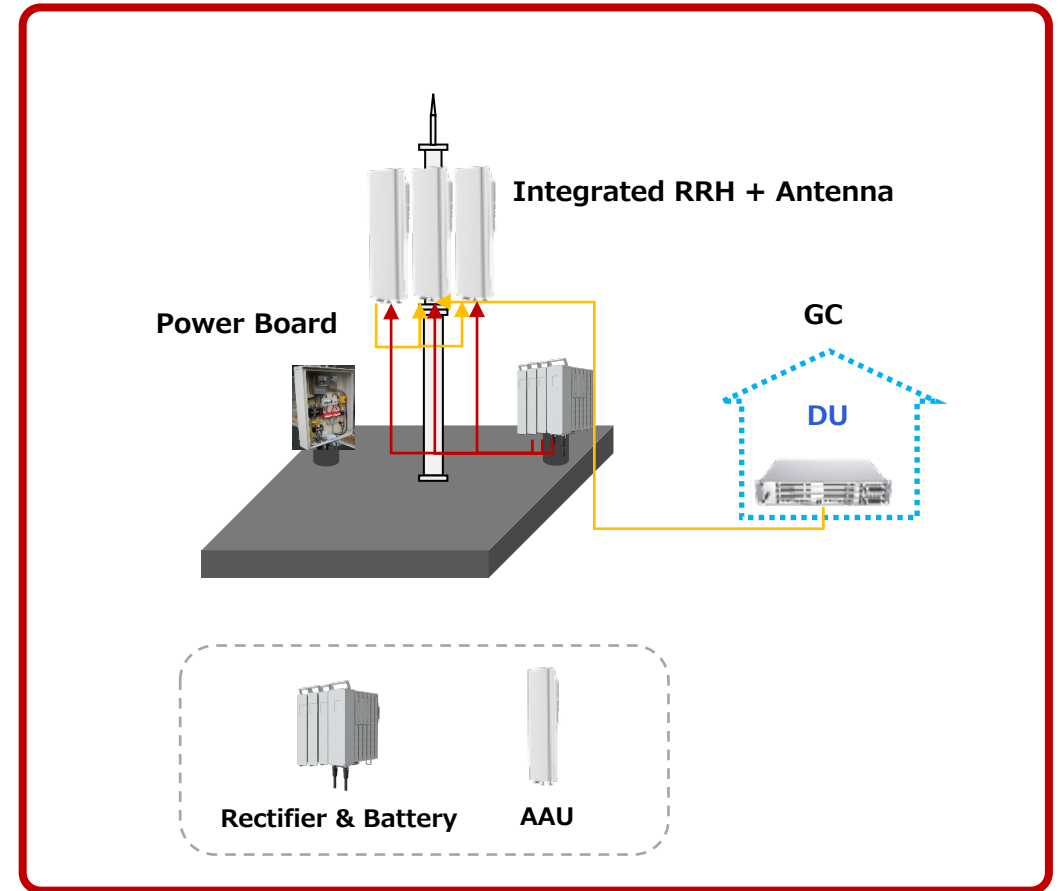 Integrated RRH + Antenna
Power Board
GC
DU
Rectifier & Battery
AAU